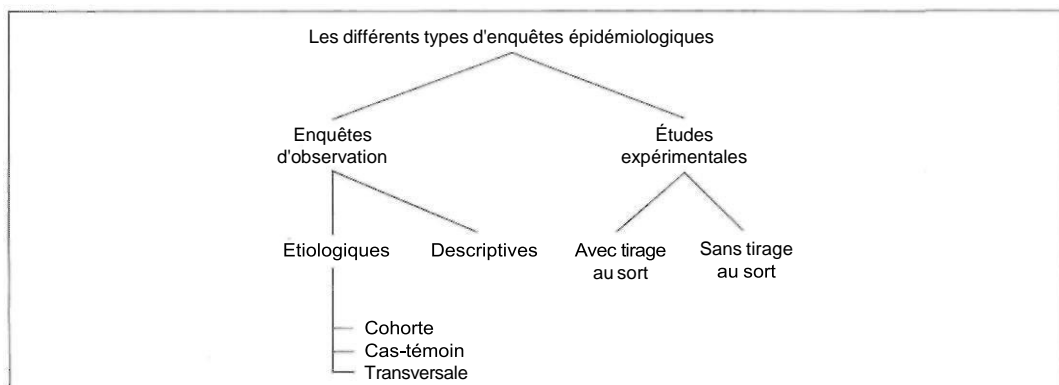 Les différents types d'enquêtes épidémiologiques
Enquêtes
d'observation
Études
expérimentales
Etiologiques
Descriptives
Avec tirage
au sort
Sans tirage
au sort
Cohorte
Cas-témoin
Transversale